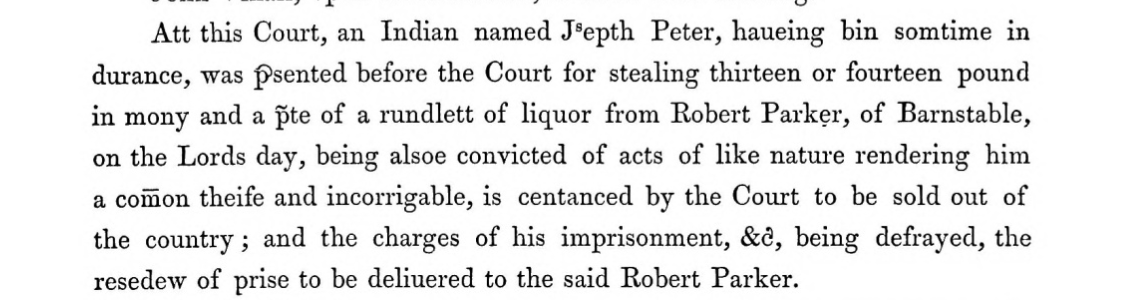 Att this Court, an Indian named Jˢepth Peter, haueing bin somtime in
durance, was p̂sented before the Court for stealing thirteen or fourteen pound
in mony and a p̃te of a rundlett of liquor from Robert Parker, of Barnstable,
on the Lords day, being alsoe convicted of acts of like nature rendering him
a com̄on theife and incorrigable, is centanced by the Court to be sold out of
the country ; and the charges of his imprisonment, &c̃, being defrayed, the
resedew of prise to be deliuered to the said Robert Parker.